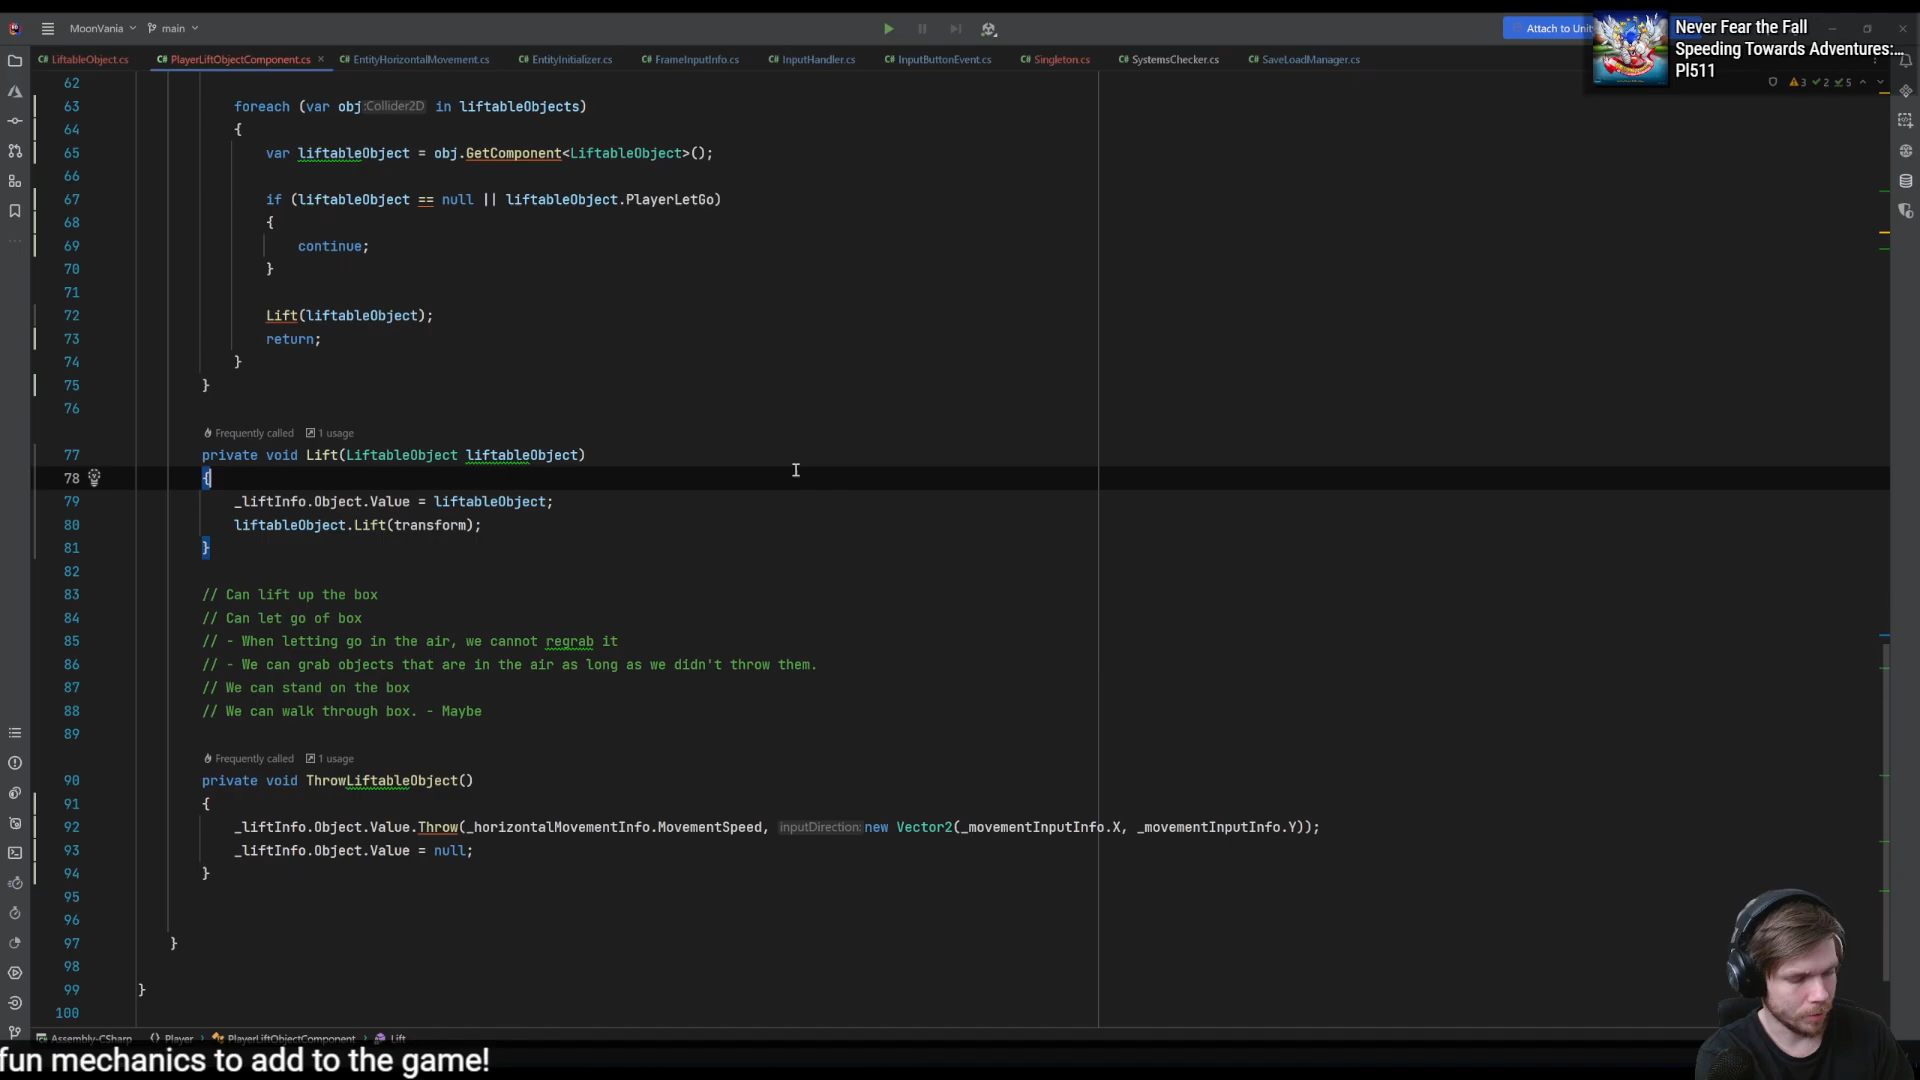 MoonVania
main
Attach to Unit
Never Fear the Fall
Speeding Towards Adventures:...
Pl511
LiftableObject.cs
PlayerLiftObjectComponent.cs
EntityHorizontalMovement.cs
EntityInitializer.cs
FrameInputInfo.cs
InputHandler.cs
InputButtonEvent.cs
Singleton.cs
SystemsChecker.cs
SaveLoadManager.cs
3 2 5
62
63 foreach (var obj :Collider2D in liftableObjects)
64 {
65 var liftableObject = obj.GetComponent<LiftableObject>();
66
67 if (liftableObject == null || liftableObject.PlayerLetGo)
68 {
69 continue;
70 }
71
72 Lift(liftableObject);
73 return;
74 }
75 }
76
Frequently called 1 usage
77 private void Lift(LiftableObject liftableObject)
78 {
79 _liftInfo.Object.Value = liftableObject;
80 liftableObject.Lift(transform);
81 }
82
83 // Can lift up the box
84 // Can let go of box
85 // - When letting go in the air, we cannot regrab it
86 // - We can grab objects that are in the air as long as we didn't throw them.
87 // We can stand on the box
88 // We can walk through box. - Maybe
89
Frequently called 1 usage
90 private void ThrowLiftableObject()
91 {
92 _liftInfo.Object.Value.Throw(_horizontalMovementInfo.MovementSpeed, inputDirection: new Vector2(_movementInputInfo.X, _movementInputInfo.Y));
93 _liftInfo.Object.Value = null;
94 }
95
96
97 }
98
99 }
100
Assembly-CSharp Player PlayerLiftObjectComponent Lift
fun mechanics to add to the game!